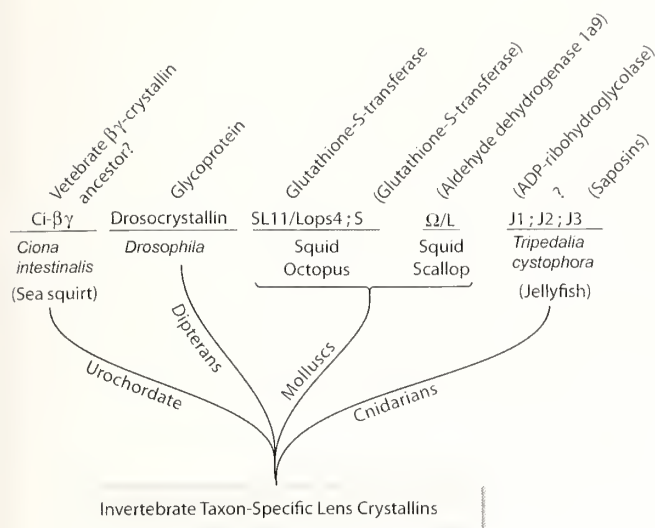 Vetebrate βγ-crystallin
ancestor?
Glycoprotein
Glutathione-S-transferase
(Glutathione-S-transferase)
(Aldehyde dehydrogenase 1a9)
(ADP-ribohydroglycolase)
?
(Saposins)
Ci-βγ
Drosocrystallin
SL11/Lops4 ; S
Ω/L
J1 ; J2 ; J3
Ciona
intestinalis
(Sea squirt)
Drosophila
Squid
Octopus
Squid
Scallop
Tripedalia
cystophora
(Jellyfish)
Urochordate
Dipterans
Molluscs
Cnidarians
Invertebrate Taxon-Specific Lens Crystallins